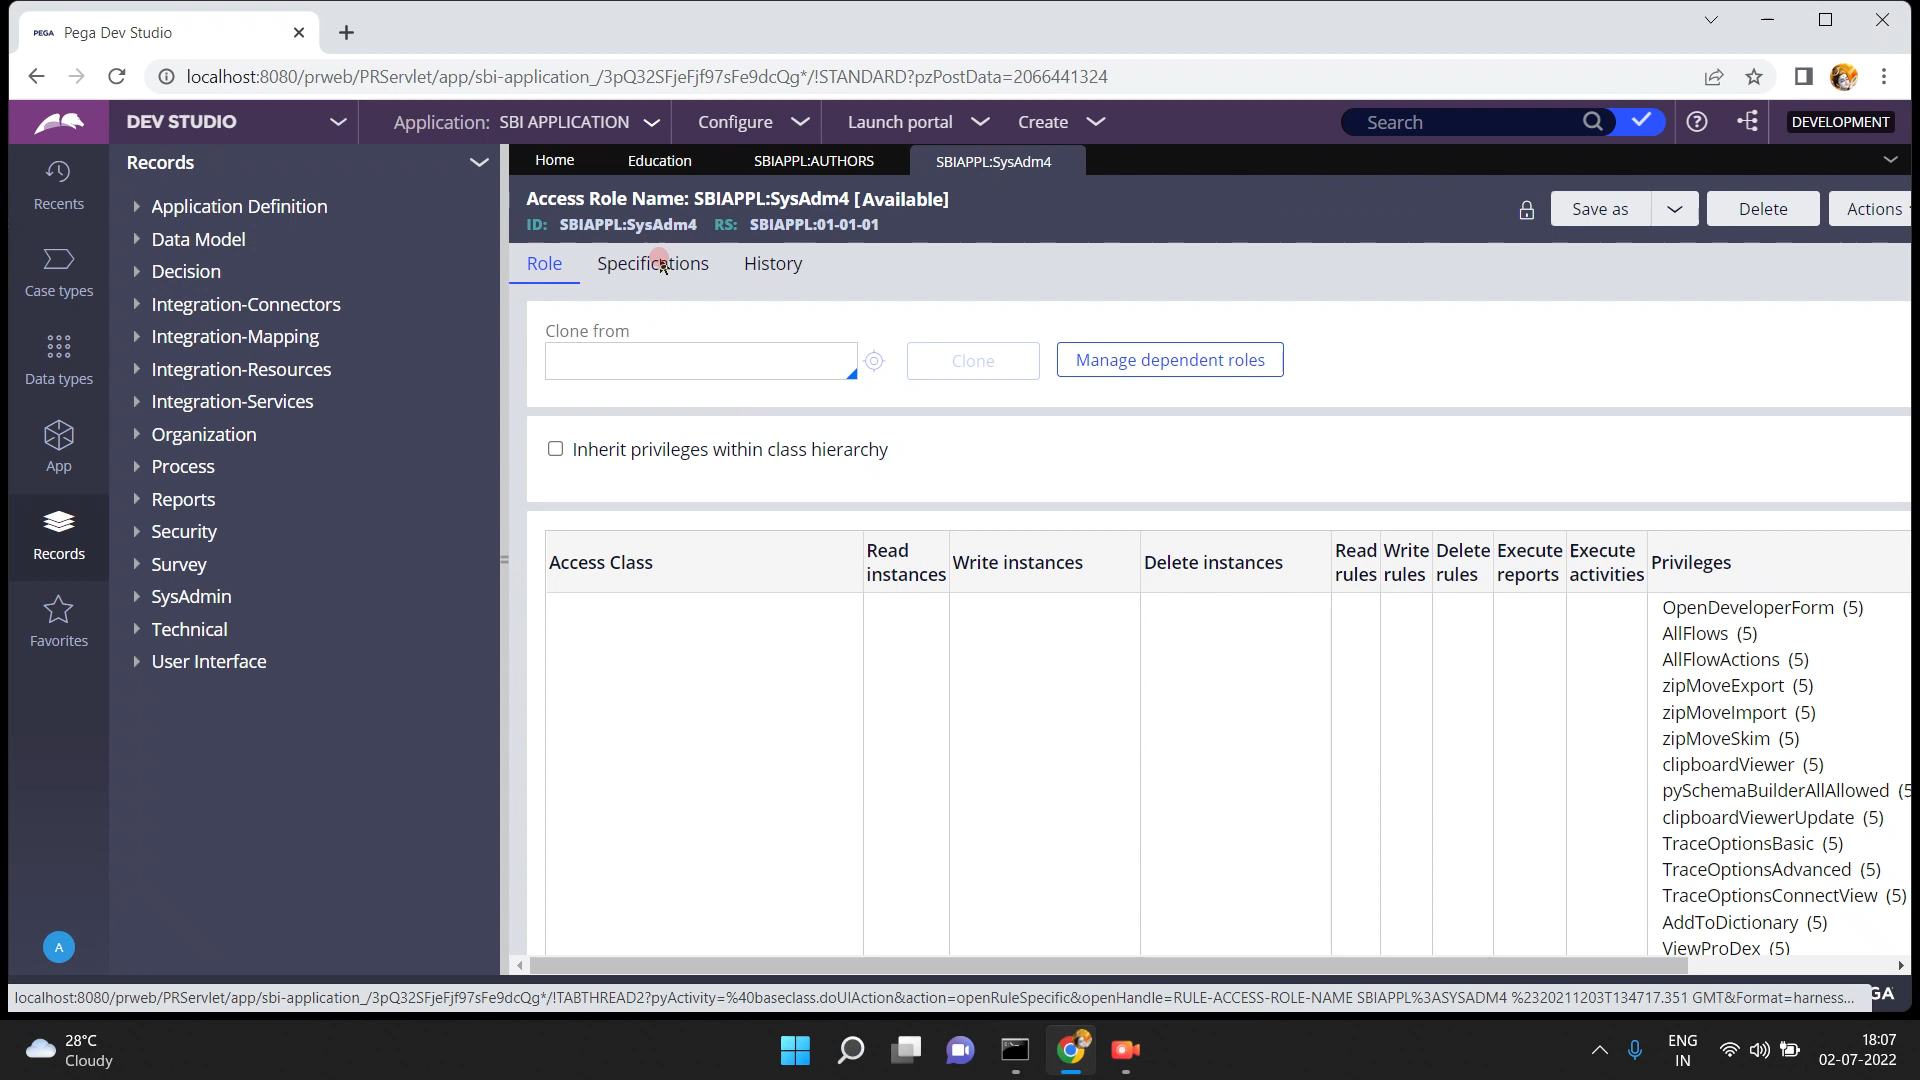 PEGA Pega Dev Studio
localhost:8080/prweb/PRServlet/app/sbi-application_/3pQ32SFjeFjf97sFe9dcQg*/!STANDARD?pzPostData=2066441324
DEV STUDIO
Application: SBI APPLICATION
Configure
Launch portal
Create
Search
DEVELOPMENT
Recents
Case types
Data types
App
Records
Favorites
A
Records
Application Definition
Data Model
Decision
Integration-Connectors
Integration-Mapping
Integration-Resources
Integration-Services
Organization
Process
Reports
Security
Survey
SysAdmin
Technical
User Interface
Home
Education
SBIAPPL:AUTHORS
SBIAPPL:SysAdm4
Access Role Name: SBIAPPL:SysAdm4 [Available]
ID: SBIAPPL:SysAdm4 RS: SBIAPPL:01-01-01
Save as
Delete
Actions
Role
Specifications
History
Clone from
Clone
Manage dependent roles
Inherit privileges within class hierarchy
Access Class
Read instances
Write instances
Delete instances
Read rules
Write rules
Delete rules
Execute reports
Execute activities
Privileges
OpenDeveloperForm (5)
AllFlows (5)
AllFlowActions (5)
zipMoveExport (5)
zipMoveImport (5)
zipMoveSkim (5)
clipboardViewer (5)
pySchemaBuilderAllAllowed (5
clipboardViewerUpdate (5)
TraceOptionsBasic (5)
TraceOptionsAdvanced (5)
TraceOptionsConnectView (5)
AddToDictionary (5)
ViewProDex (5)
localhost:8080/prweb/PRServlet/app/sbi-application_/3pQ32SFjeFjf97sFe9dcQg*/!TABTHREAD2?pyActivity=%40baseclass.doUIAction&action=openRuleSpecific&openHandle=RULE-ACCESS-ROLE-NAME SBIAPPL%3ASYSADM4 %2320211203T134717.351 GMT&Format=harness...
GA
28°C
Cloudy
ENG
IN
18:07
02-07-2022